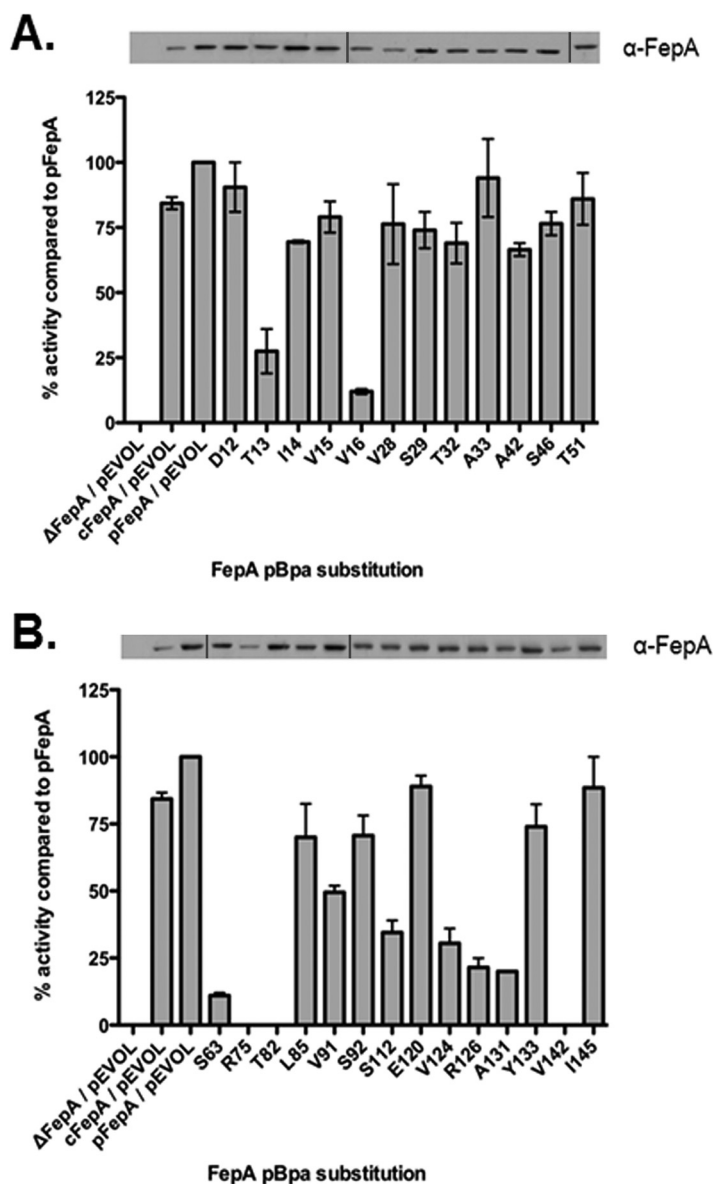 A.
α-FepA
% activity compared to pFepA
125
100
75
50
25
0
ΔFepA / pEVOL
cFepA / pEVOL
pFepA / pEVOL
D12
T13
I14
V15
V16
V28
S29
T32
A33
A42
S46
T51
FepA pBpa substitution
B.
α-FepA
% activity compared to pFepA
125
100
75
50
25
0
ΔFepA / pEVOL
cFepA / pEVOL
pFepA / pEVOL
S63
R75
T82
L85
V91
S92
S112
E120
V124
R126
A131
Y133
V142
I145
FepA pBpa substitution